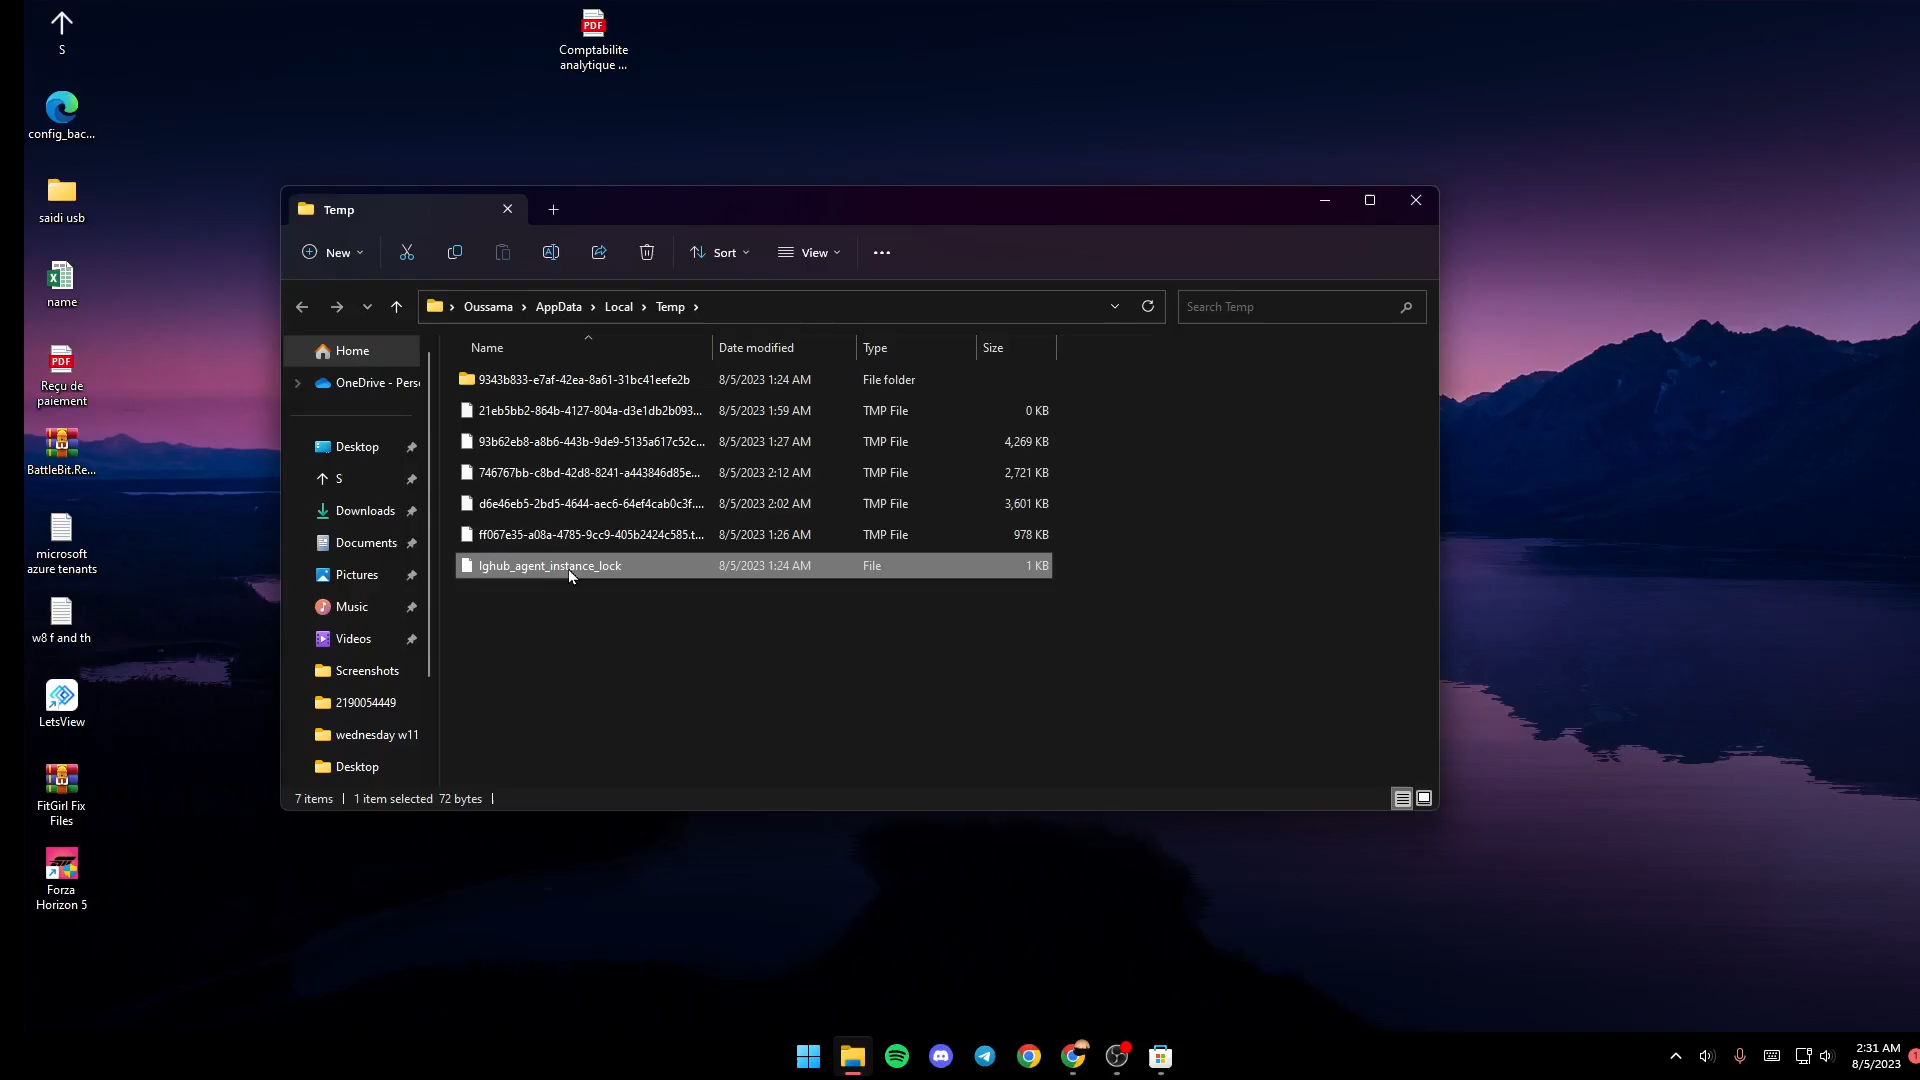 S
config_bac...
saidi usb
name
Reçu de
paiement
BattleBit.Re...
microsoft
azure tenants
w8 f and th
LetsView
FitGirl Fix
Files
Forza
Horizon 5
PDF
Comptabilite
analytique ...
Temp
New
Sort
View
Oussama
AppData
Local
Temp
Search Temp
Home
OneDrive - Pers
Desktop
S
Downloads
Documents
Pictures
Music
Videos
Screenshots
2190054449
wednesday w11
Desktop
Name Date modified Type Size
9343b833-e7af-42ea-8a61-31bc41eefe2b 8/5/2023 1:24 AM File folder
21eb5bb2-864b-4127-804a-d3e1db2b093... 8/5/2023 1:59 AM TMP File 0 KB
93b62eb8-a8b6-443b-9de9-5135a617c52c... 8/5/2023 1:27 AM TMP File 4,269 KB
746767bb-c8bd-42d8-8241-a443846d85e... 8/5/2023 2:12 AM TMP File 2,721 KB
d6e46eb5-2bd5-4644-aec6-64ef4cab0c3f.... 8/5/2023 2:02 AM TMP File 3,601 KB
ff067e35-a08a-4785-9cc9-405b2424c585.t... 8/5/2023 1:26 AM TMP File 978 KB
lghub_agent_instance_lock 8/5/2023 1:24 AM File 1 KB
7 items 1 item selected 72 bytes
2:31 AM
8/5/2023
1